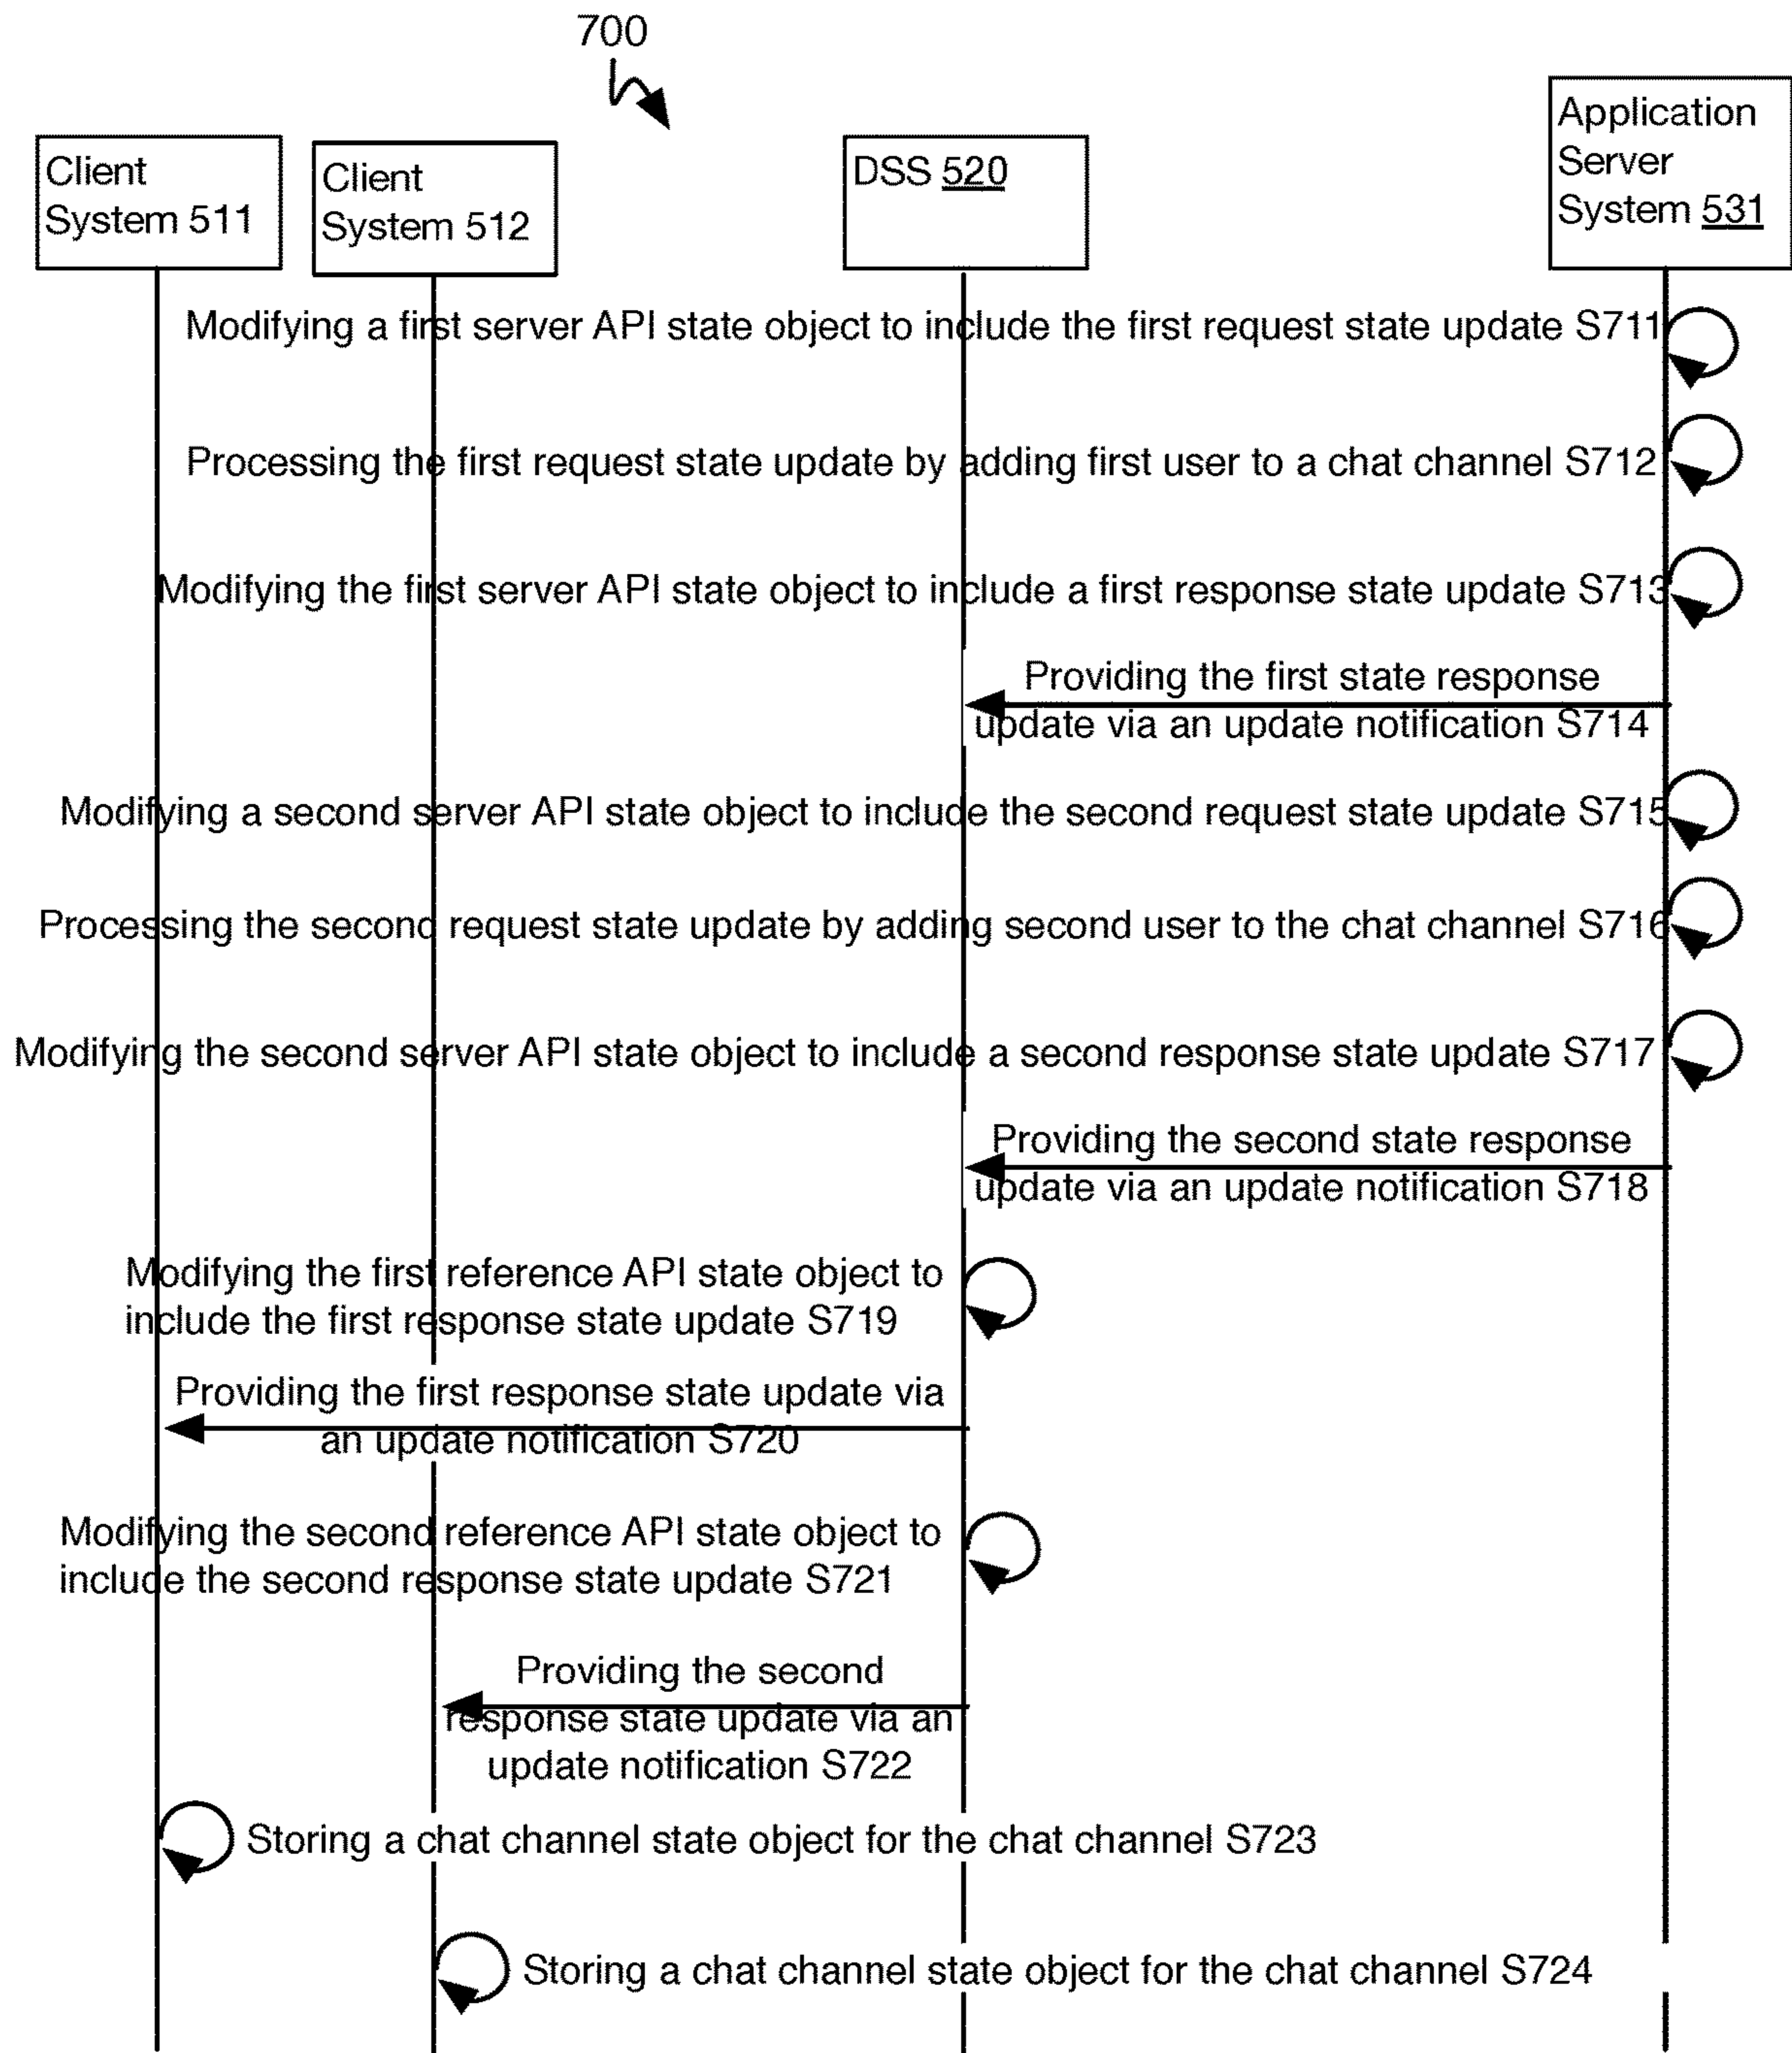 700
Client
System 511
Client
System 512
DSS 520
Application
Server
System 531
Modifying a first server API state object to include the first request state update S711
Processing the first request state update by adding first user to a chat channel S712
Modifying the first server API state object to include a first response state update S713
Providing the first state response
update via an update notification S714
Modifying a second server API state object to include the second request state update S715
Processing the second request state update by adding second user to the chat channel S716
Modifying the second server API state object to include a second response state update S717
Providing the second state response
update via an update notification S718
Modifying the first reference API state object to
include the first response state update S719
Providing the first response state update via
an update notification S720
Modifying the second reference API state object to
include the second response state update S721
Providing the second
response state update via an
update notification S722
Storing a chat channel state object for the chat channel S723
Storing a chat channel state object for the chat channel S724